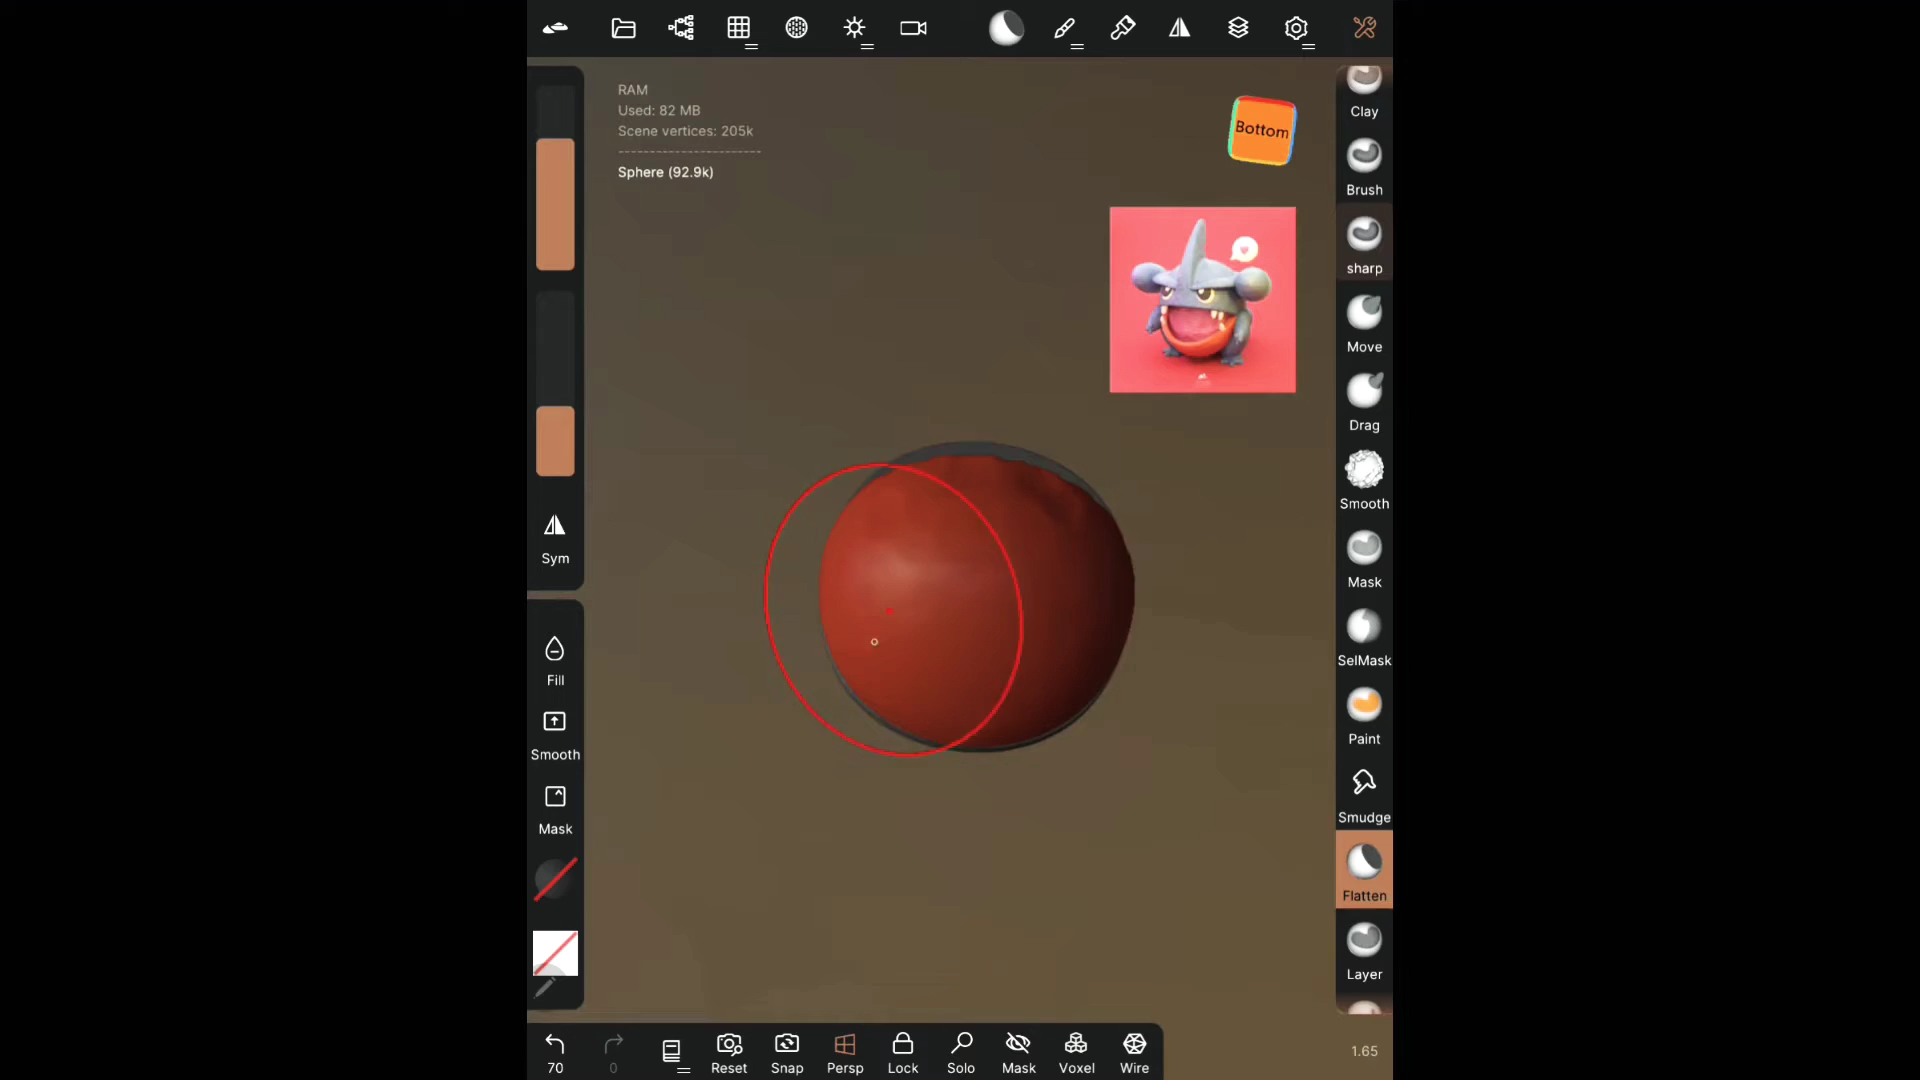 RAM
Used: 82 MB
Scene vertices: 205k
Sphere (92.9k)
Bottom
Sym
Fill
Smooth
Mask
Clay
Brush
sharp
Move
Drag
Smooth
Mask
SelMask
Paint
Smudge
Flatten
Layer
70
0
Reset
Snap
Persp
Lock
Solo
Mask
Voxel
Wire
1.65